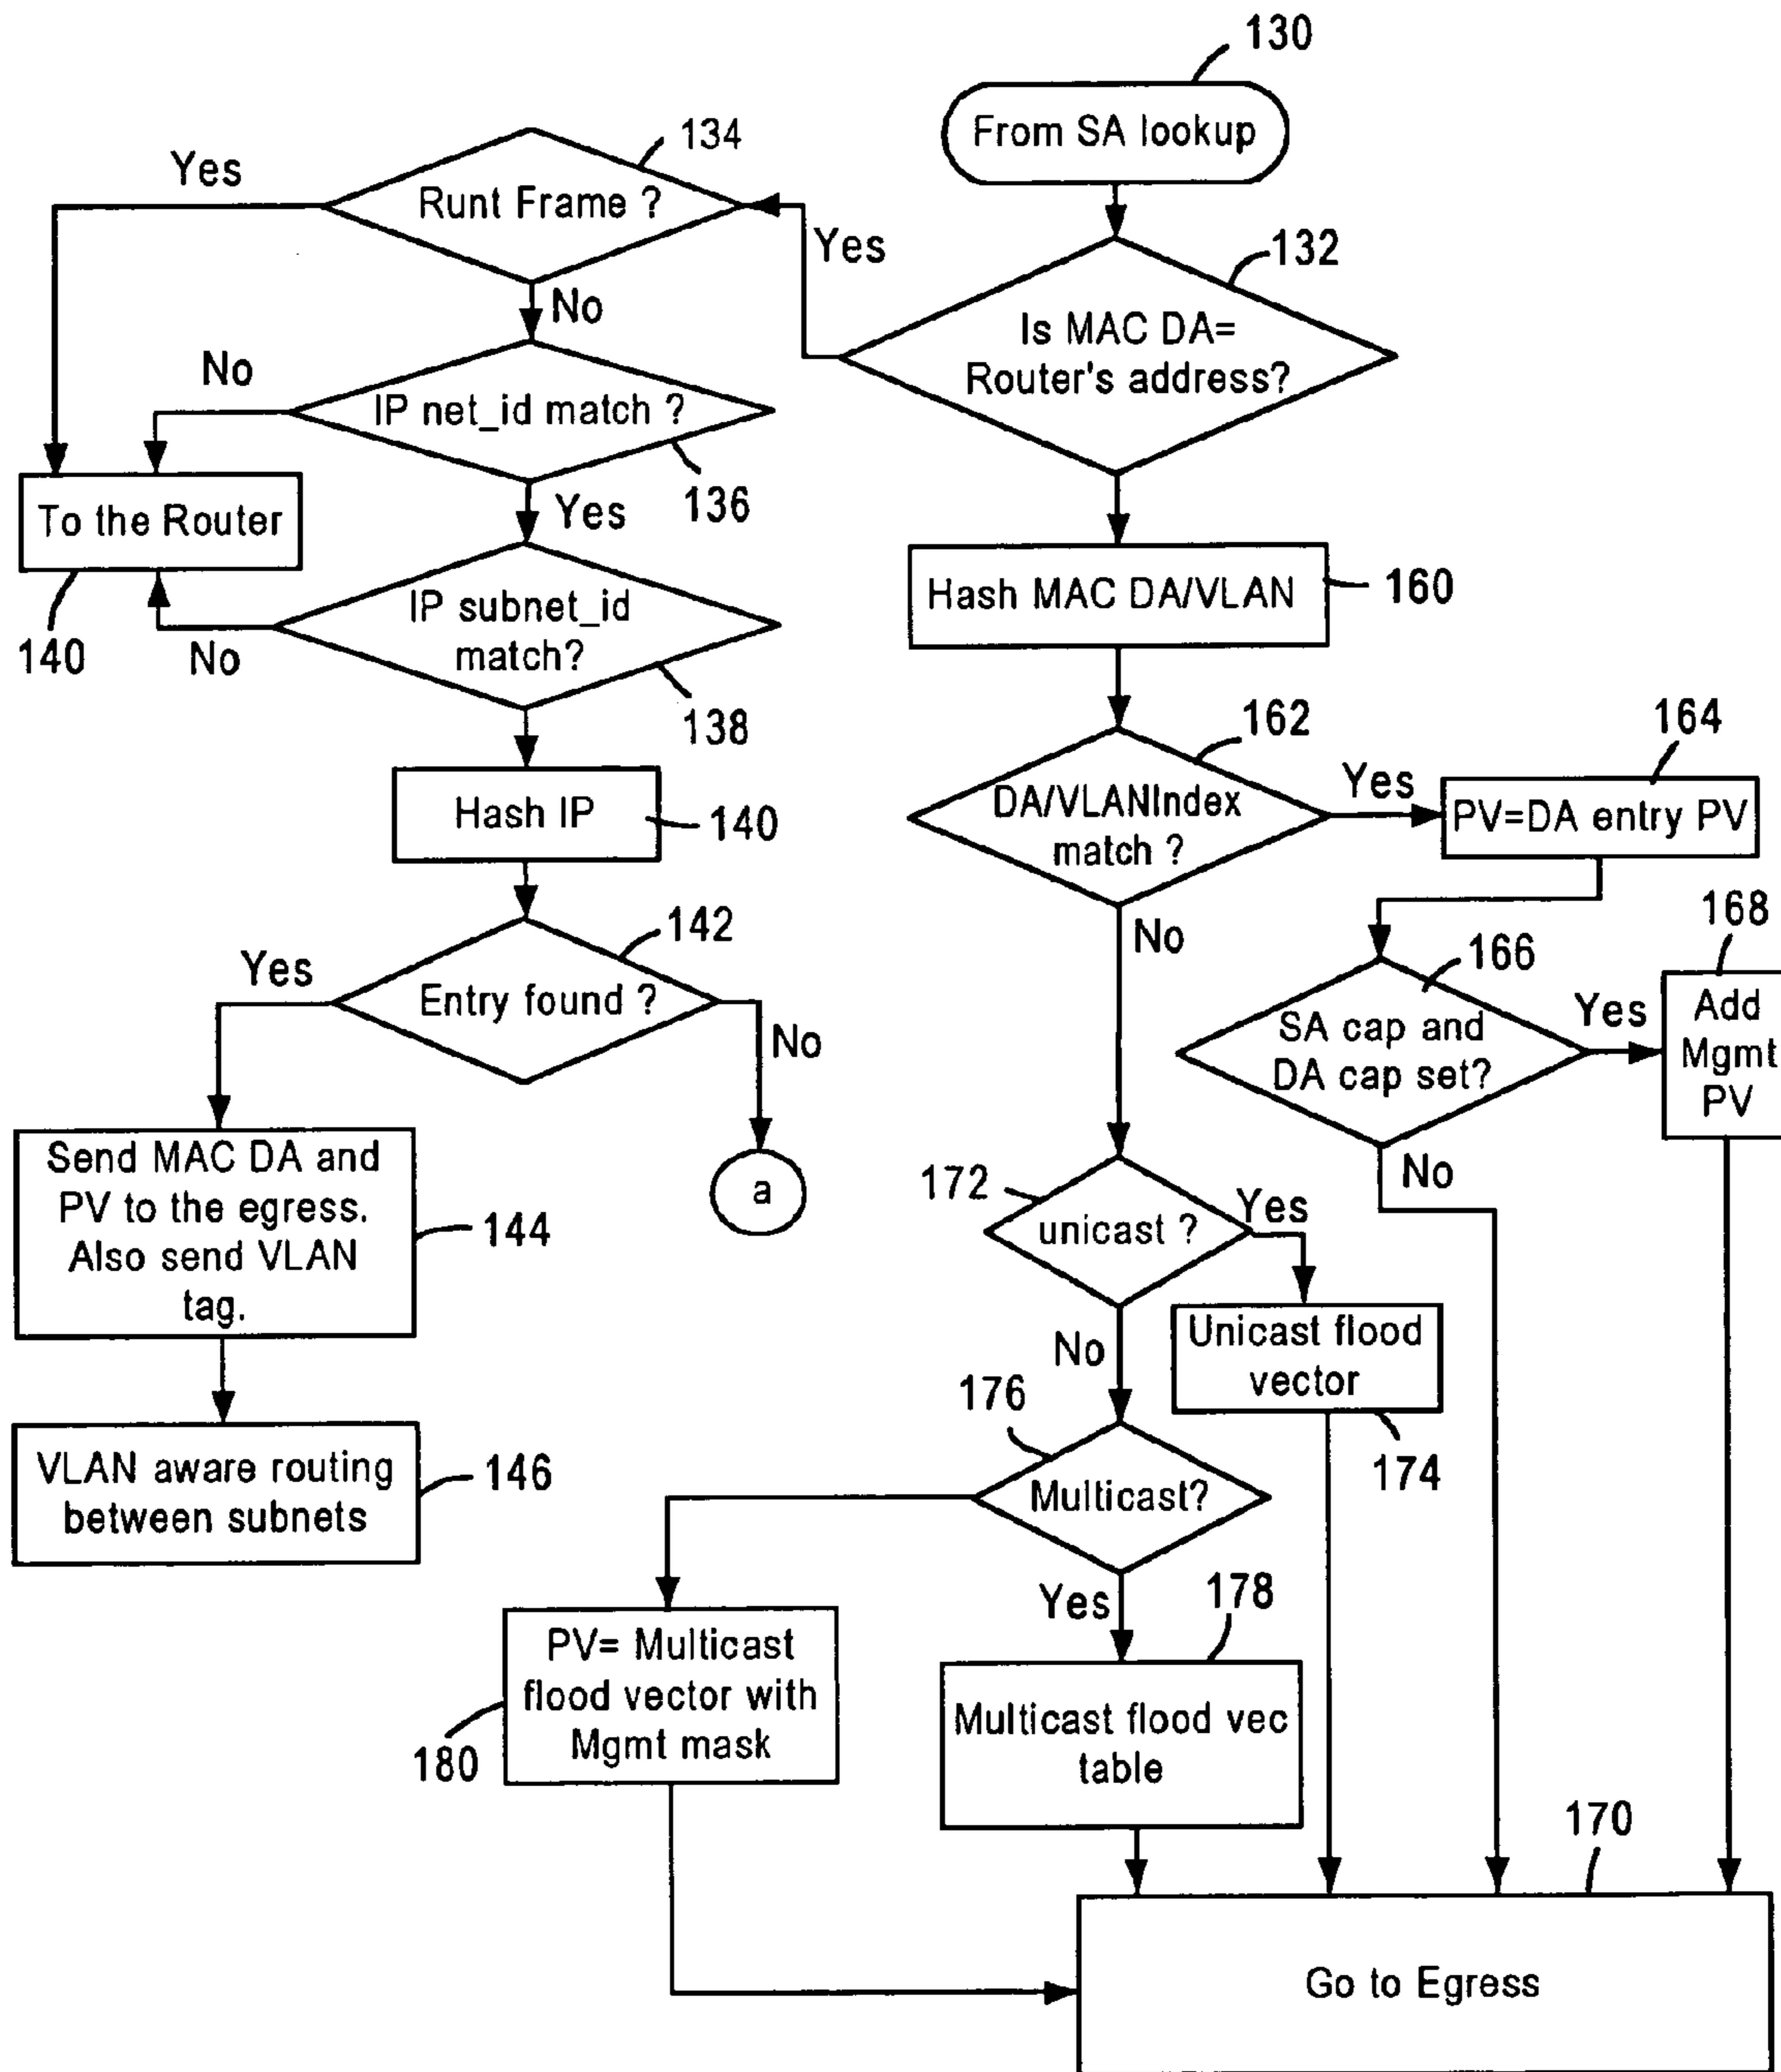 130
From SA lookup
134
Yes
Runt Frame ?
Yes
132
Is MAC DA=
Router's address?
No
No
IP net_id match ?
136
To the Router
140
Yes
IP subnet_id
match?
No
138
Hash MAC DA/VLAN
160
Hash IP
140
162
DA/VLANIndex
match ?
Yes
164
PV=DA entry PV
No
142
Yes
Entry found ?
No
166
168
SA cap and
DA cap set?
Yes
Add
Mgmt
PV
No
Send MAC DA and
PV to the egress.
Also send VLAN
tag.
144
a
172
unicast ?
Yes
Unicast flood
vector
174
No
VLAN aware routing
between subnets
146
176
Multicast?
Yes
178
PV= Multicast
flood vector with
Mgmt mask
180
Multicast flood vec
table
170
Go to Egress